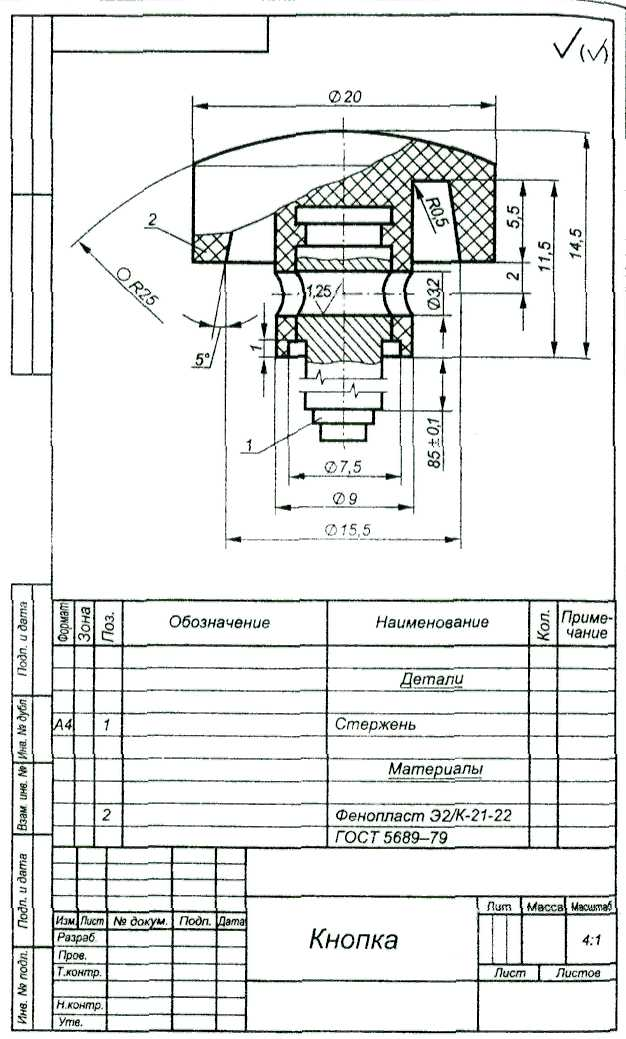 √(√)
Ø20
2
R0,5
5,5
11,5
14,5
2
○ R25
1,25
Ø3,2
5°
1
1
85±0,1
Ø7,5
Ø9
Ø15,5
Формат
Зона
Поз.
Обозначение
Наименование
Кол.
Приме-
чание
Детали
А4 1 Стержень
Материалы
2 Фенопласт Э2/К-21-22
ГОСТ 5689–79
Подп. и дата
Инв. № дубл
Взам. инв. №
Подп. и дата
Инв. № подл.
Изм. Лист № докум. Подп. Дата
Разраб
Пров.
Т.контр.
Н.контр.
Утв.
Кнопка
Лит Масса Масштаб
4:1
Лист Листов